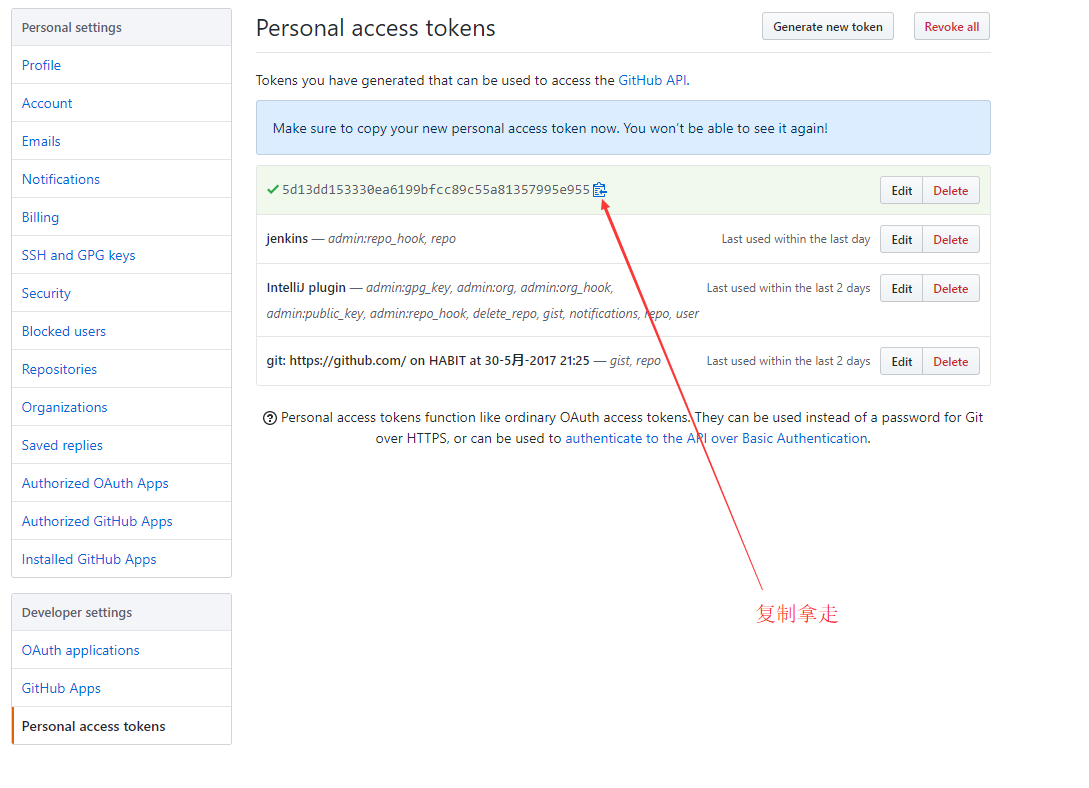 Personal settings
Profile
Account
Emails
Notifications
Billing
SSH and GPG keys
Security
Blocked users
Repositories
Organizations
Saved replies
Authorized OAuth Apps
Authorized GitHub Apps
Installed GitHub Apps
Developer settings
OAuth applications
GitHub Apps
Personal access tokens
Personal access tokens
Generate new token
Revoke all
Tokens you have generated that can be used to access the GitHub API.
Make sure to copy your new personal access token now. You won't be able to see it again!
5d13dd153330ea6199bfcc89c55a81357995e955
Edit
Delete
jenkins — admin:repo_hook, repo
Last used within the last day
Edit
Delete
IntelliJ plugin — admin:gpg_key, admin:org, admin:org_hook,
admin:public_key, admin:repo_hook, delete_repo, gist, notifications, repo, user
Last used within the last 2 days
Edit
Delete
git: https://github.com/ on HABIT at 30-5月-2017 21:25 — gist, repo
Last used within the last 2 days
Edit
Delete
Personal access tokens function like ordinary OAuth access tokens. They can be used instead of a password for Git
over HTTPS, or can be used to authenticate to the API over Basic Authentication.
复制拿走